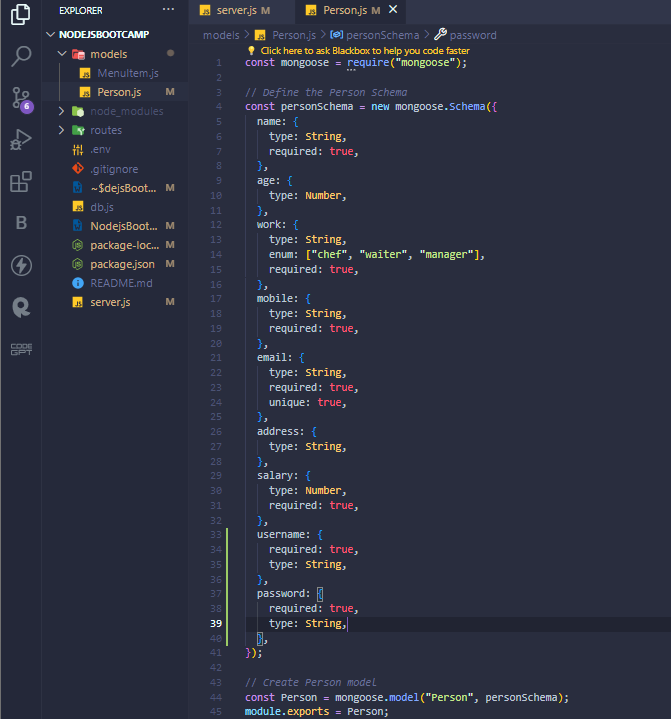 EXPLORER
NODEJSBOOTCAMP
models
MenuItem.js
Person.js M
node_modules
routes
.env
.gitignore
~$dejsBoot... M
db.js
NodejsBoot... M
package-loc... M
package.json M
README.md
server.js M
6
B
CODE
GPT
server.js M
Person.js M
models > Person.js > personSchema > password
Click here to ask Blackbox to help you code faster
1 const mongoose = require("mongoose");
2
3 // Define the Person Schema
4 const personSchema = new mongoose.Schema({
5 name: {
6 type: String,
7 required: true,
8 },
9 age: {
10 type: Number,
11 },
12 work: {
13 type: String,
14 enum: ["chef", "waiter", "manager"],
15 required: true,
16 },
17 mobile: {
18 type: String,
19 required: true,
20 },
21 email: {
22 type: String,
23 required: true,
24 unique: true,
25 },
26 address: {
27 type: String,
28 },
29 salary: {
30 type: Number,
31 required: true,
32 },
33 username: {
34 required: true,
35 type: String,
36 },
37 password: {
38 required: true,
39 type: String,
40 },
41 });
42
43 // Create Person model
44 const Person = mongoose.model("Person", personSchema);
45 module.exports = Person;